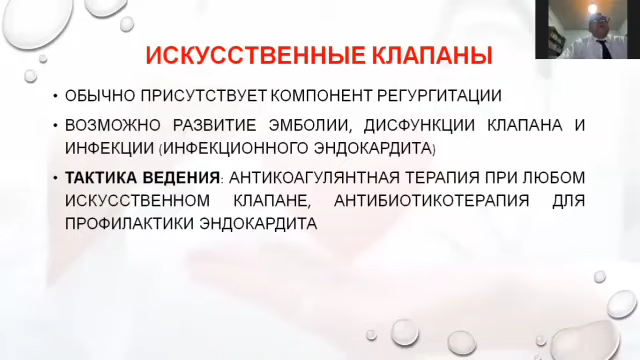 ИСКУССТВЕННЫЕ КЛАПАНЫ
• ОБЫЧНО ПРИСУТСТВУЕТ КОМПОНЕНТ РЕГУРГИТАЦИИ
• ВОЗМОЖНО РАЗВИТИЕ ЭМБОЛИИ, ДИСФУНКЦИИ КЛАПАНА И
ИНФЕКЦИИ (ИНФЕКЦИОННОГО ЭНДОКАРДИТА)
• ТАКТИКА ВЕДЕНИЯ: АНТИКОАГУЛЯНТНАЯ ТЕРАПИЯ ПРИ ЛЮБОМ
ИСКУССТВЕННОМ КЛАПАНЕ, АНТИБИОТИКОТЕРАПИЯ ДЛЯ
ПРОФИЛАКТИКИ ЭНДОКАРДИТА